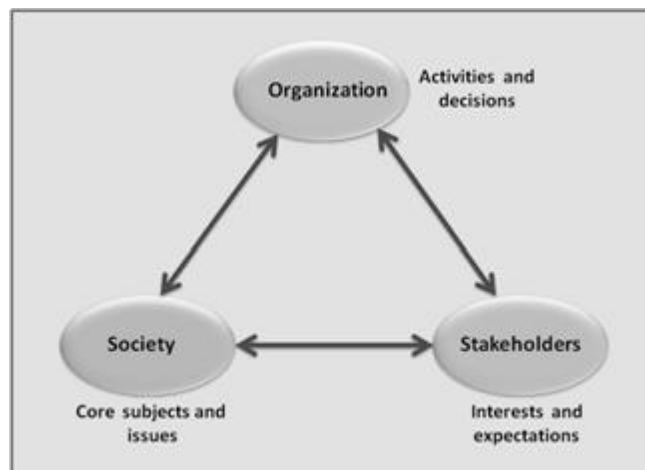 Organization
Activities and
decisions
Society
Stakeholders
Core subjects and
issues
Interests and
expectations